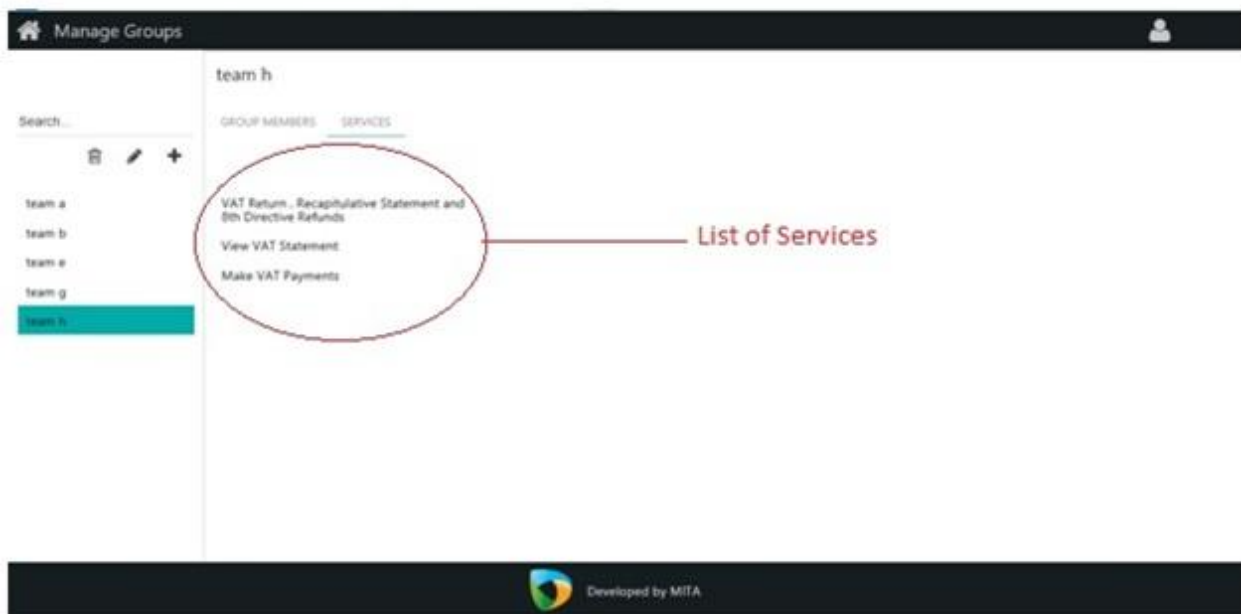 Manage Groups
team h
Search...
GROUP MEMBERS SERVICES
team a
team b
team e
team g
team h
VAT Return , Recapitulative Statement and
8th Directive Refunds
View VAT Statement
Make VAT Payments
List of Services
Developed by MITA